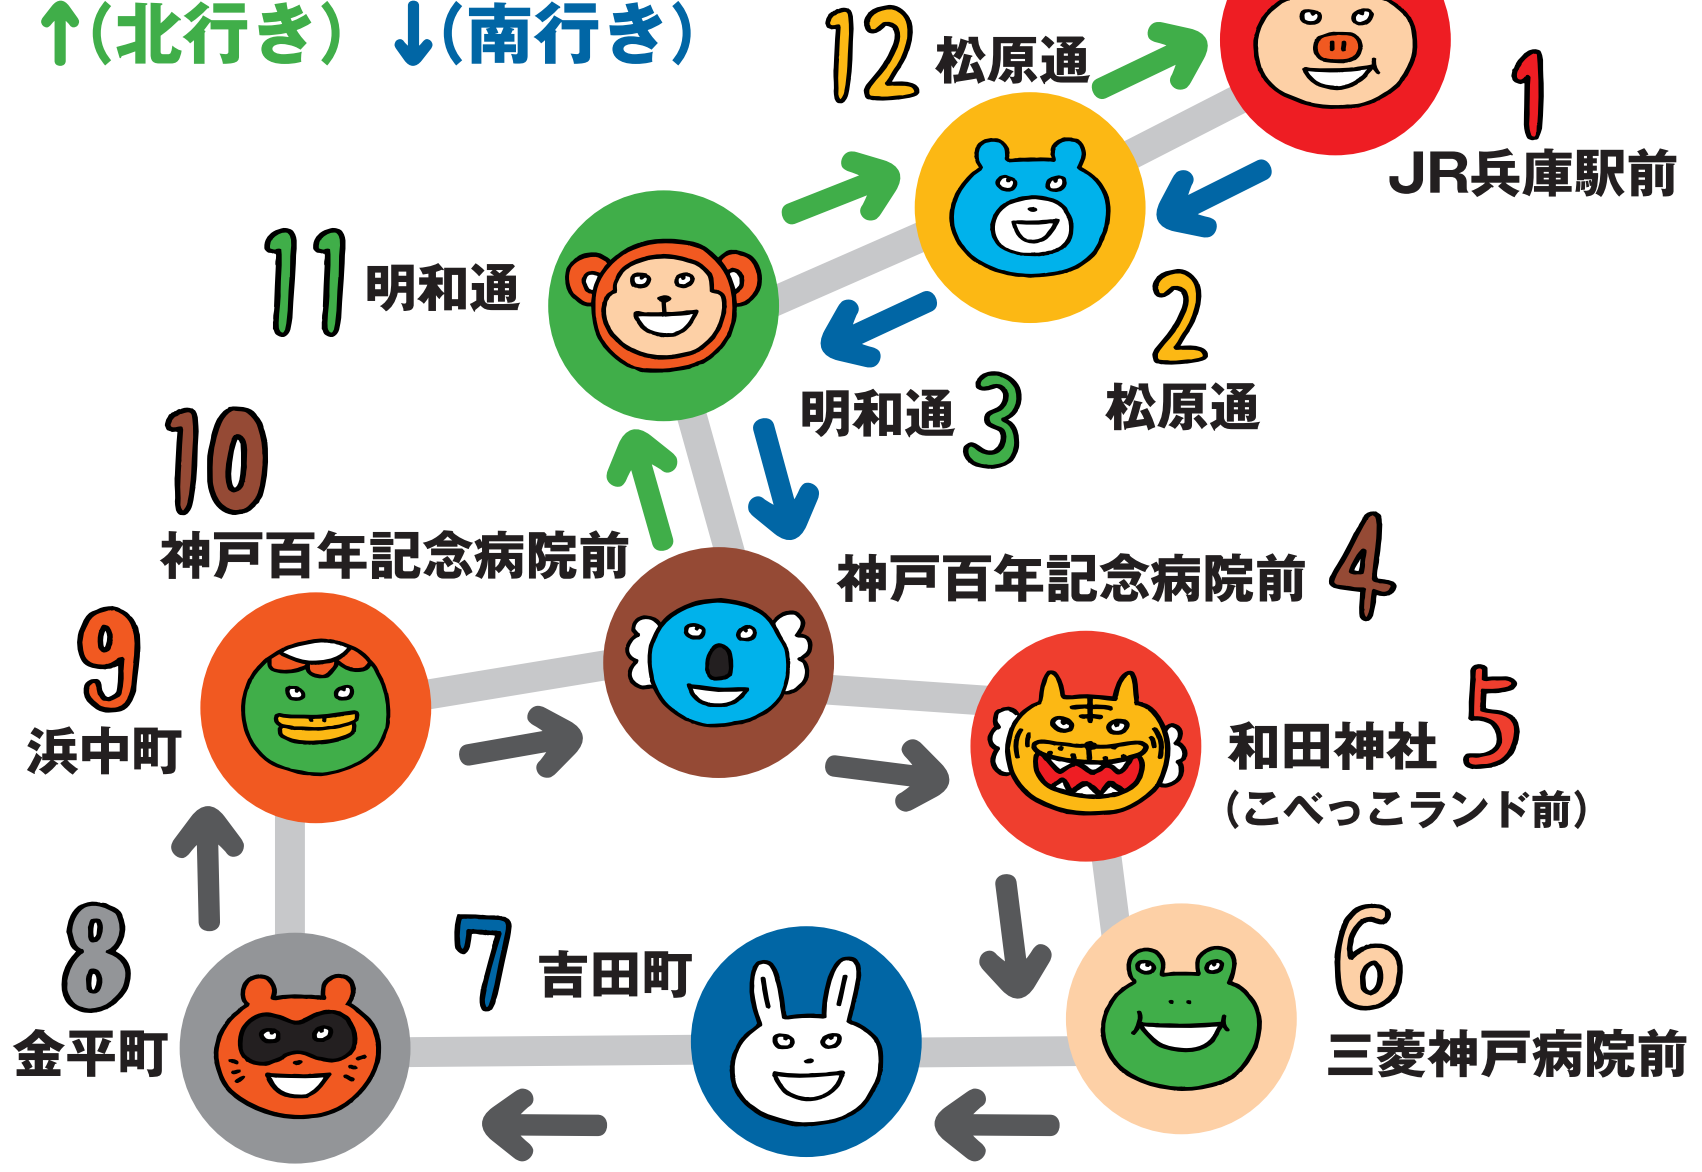 ↑(北行き) ↓(南行き)
12 松原通
1
JR兵庫駅前
11 明和通
2
松原通
明和通 3
10
神戸百年記念病院前
神戸百年記念病院前 4
9
浜中町
和田神社 5
(こべっこランド前)
8
金平町
7 吉田町
6
三菱神戸病院前